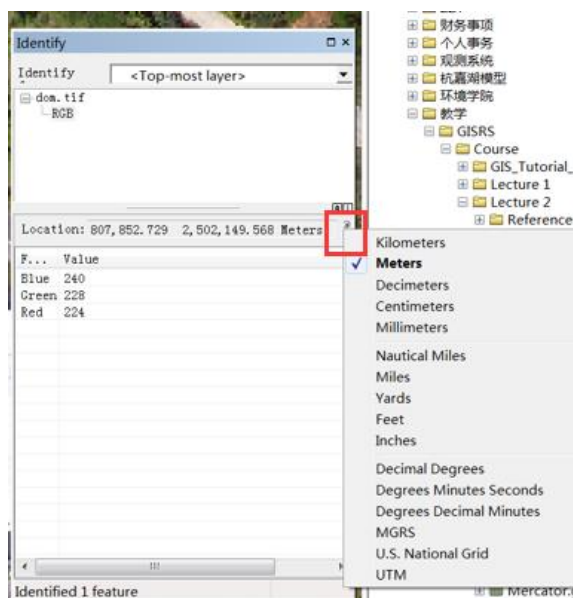 Identify
Identify
<Top-most layer>
dom.tif
RGB
Location: 807,852.729 2,502,149.568 Meters
F... Value
Blue 240
Green 228
Red 224
Identified 1 feature
财务事项
个人事务
观测系统
杭嘉湖模型
环境学院
教学
GISRS
Course
GIS_Tutorial_
Lecture 1
Lecture 2
Reference
Kilometers
Meters
Decimeters
Centimeters
Millimeters
Nautical Miles
Miles
Yards
Feet
Inches
Decimal Degrees
Degrees Minutes Seconds
Degrees Decimal Minutes
MGRS
U.S. National Grid
UTM